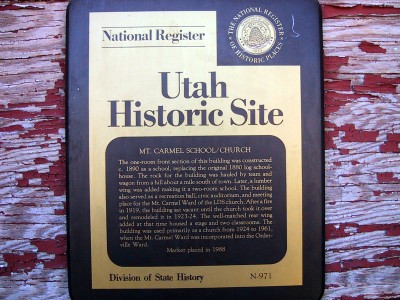 National Register
THE NATIONAL REGISTER
OF HISTORIC PLACES
Utah
Historic Site
MT. CARMEL SCHOOL/CHURCH
The one-room front section of this building was constructed
c. 1890 as a school, replacing the original 1880 log school-
house. The rock for the building was hauled by team and
wagon from a hill about a mile south of town. Later, a lumber
wing was added making it a two-room school. The building
also served as a recreation hall, civic auditorium, and meeting
place for the Mt. Carmel Ward of the LDS church. After a fire
in 1919, the building sat vacant until the church took it over
and remodeled it in 1923-24. The well-matched rear wing
added at that time housed a stage and two classrooms. The
building was used primarily as a church from 1924 to 1961,
when the Mt. Carmel Ward was incorporated into the Order-
ville Ward.
Marker placed in 1988
Division of State History
N-971